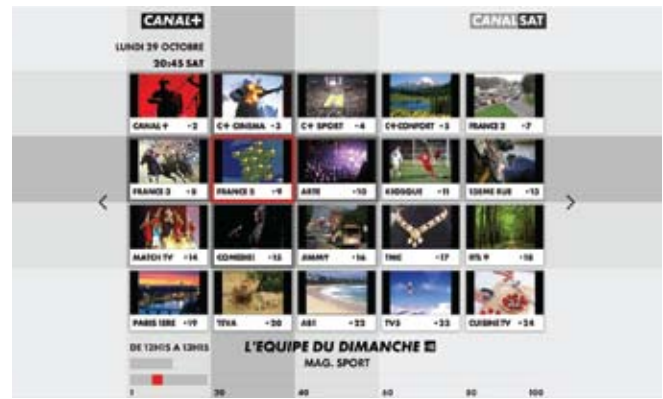 CANAL+
CANALSAT
LUNDI 29 OCTOBRE
20:45 SAT
CANAL+ -2
C+ CINEMA -3
C+ SPORT -4
C+CONFORT -5
FRANCE 2 -7
FRANCE 3 -8
FRANCE 5 -9
ARTE -10
KIOSQUE -11
13EME RUE -13
MATCH TV -14
COMEDIE! -15
JIMMY -16
TMC -17
RTL 9 -18
PARIS 1ERE -19
TEVA -20
AB1 -22
TV5 -23
CUISINE TV -24
DE 12H15 A 13H15
L'EQUIPE DU DIMANCHE
MAG. SPORT
1 20 40 60 80 100